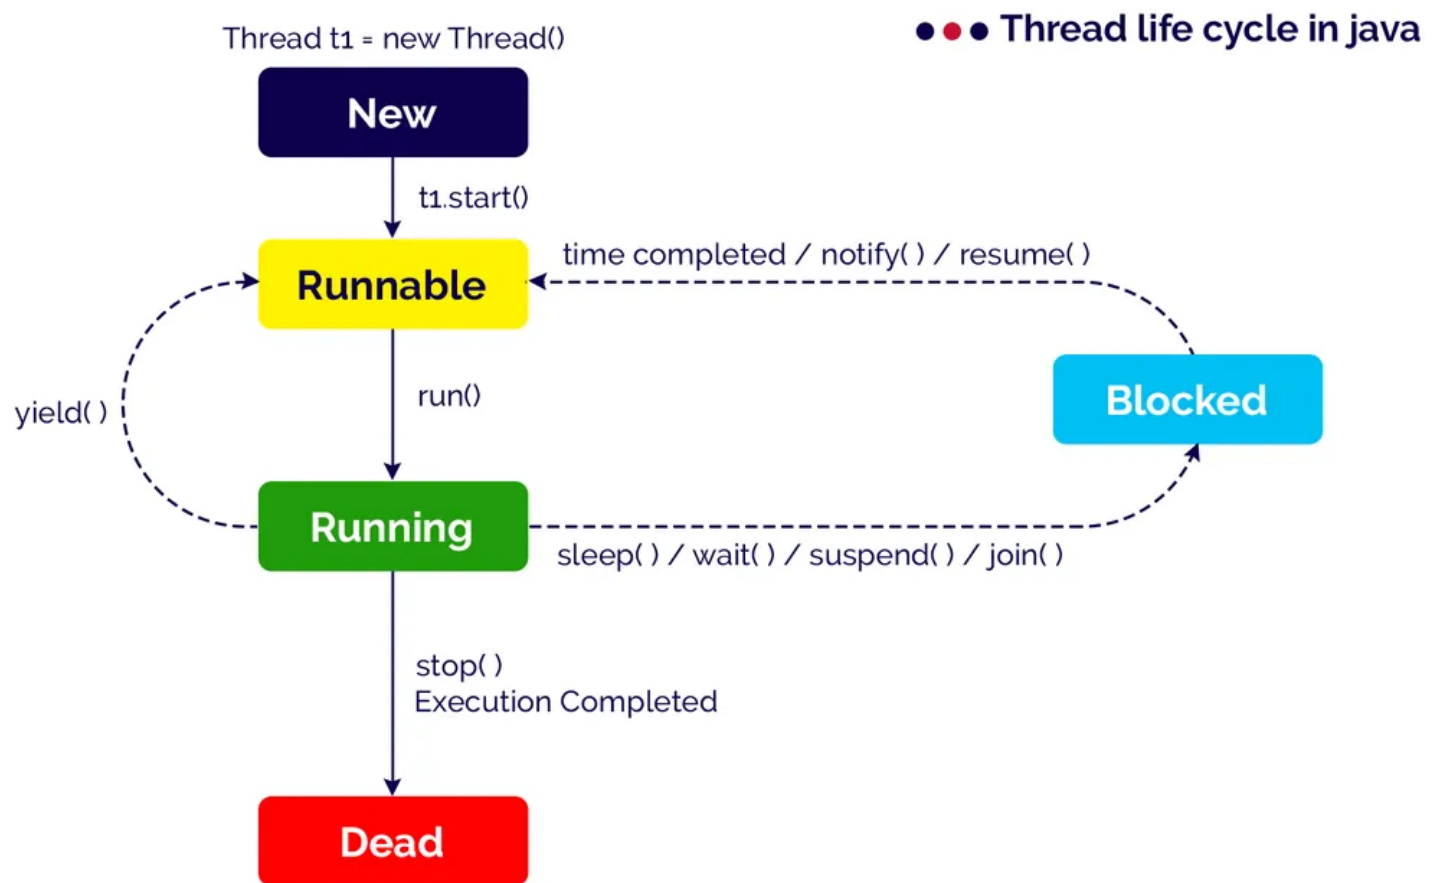 Thread life cycle in java
Thread t1 = new Thread()
New
t1.start()
Runnable
time completed / notify( ) / resume( )
run()
yield( )
Blocked
Running
sleep( ) / wait( ) / suspend( ) / join( )
stop( )
Execution Completed
Dead